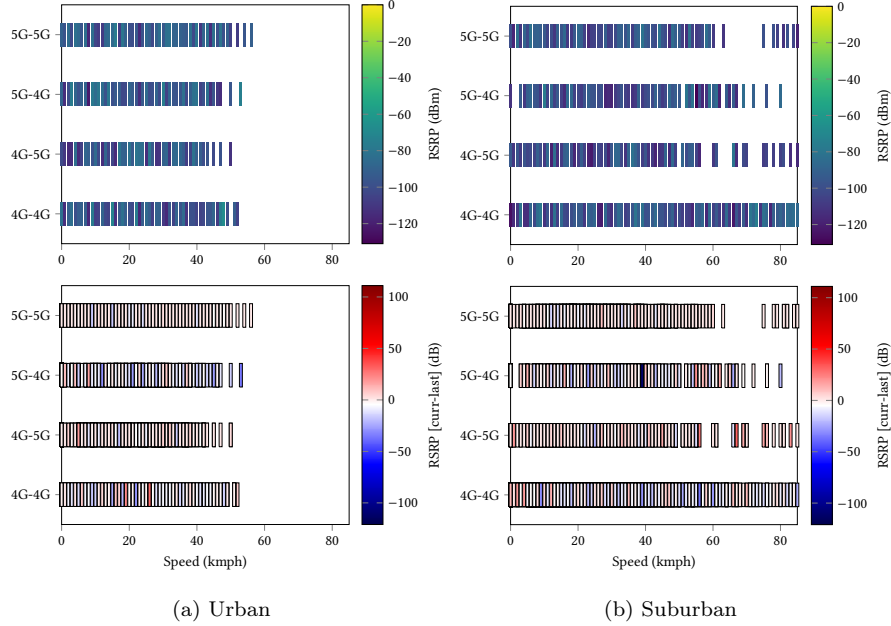 5G-5G
5G-4G
4G-5G
4G-4G
0 20 40 60 80
0
−20
−40
−60
−80
−100
−120
RSRP (dBm)
5G-5G
5G-4G
4G-5G
4G-4G
0 20 40 60 80
0
−20
−40
−60
−80
−100
−120
RSRP (dBm)
5G-5G
5G-4G
4G-5G
4G-4G
0 20 40 60 80
Speed (kmph)
100
50
0
−50
−100
RSRP [curr-last] (dB)
5G-5G
5G-4G
4G-5G
4G-4G
0 20 40 60 80
Speed (kmph)
100
50
0
−50
−100
RSRP [curr-last] (dB)
(a) Urban
(b) Suburban